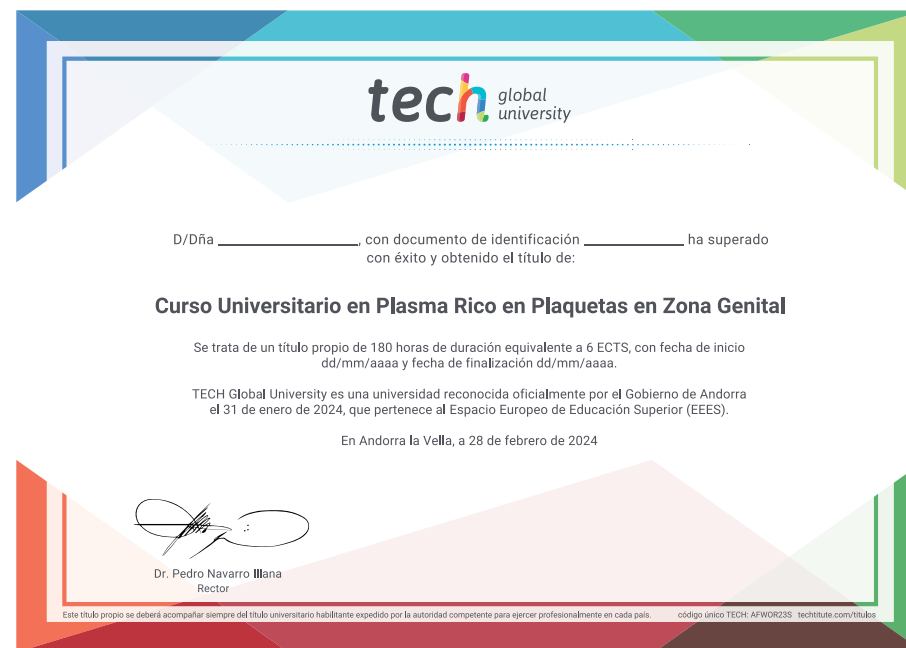 tech global university
D/Dña ____________________, con documento de identificación ______________ ha superado
con éxito y obtenido el título de:
Curso Universitario en Plasma Rico en Plaquetas en Zona Genital
Se trata de un título propio de 180 horas de duración equivalente a 6 ECTS, con fecha de inicio
dd/mm/aaaa y fecha de finalización dd/mm/aaaa.
TECH Global University es una universidad reconocida oficialmente por el Gobierno de Andorra
el 31 de enero de 2024, que pertenece al Espacio Europeo de Educación Superior (EEES).
En Andorra la Vella, a 28 de febrero de 2024
Dr. Pedro Navarro Illana
Rector
Este título propio se deberá acompañar siempre del título universitario habilitante expedido por la autoridad competente para ejercer profesionalmente en cada país. código único TECH: AFWOR23S techtitute.com/titulos